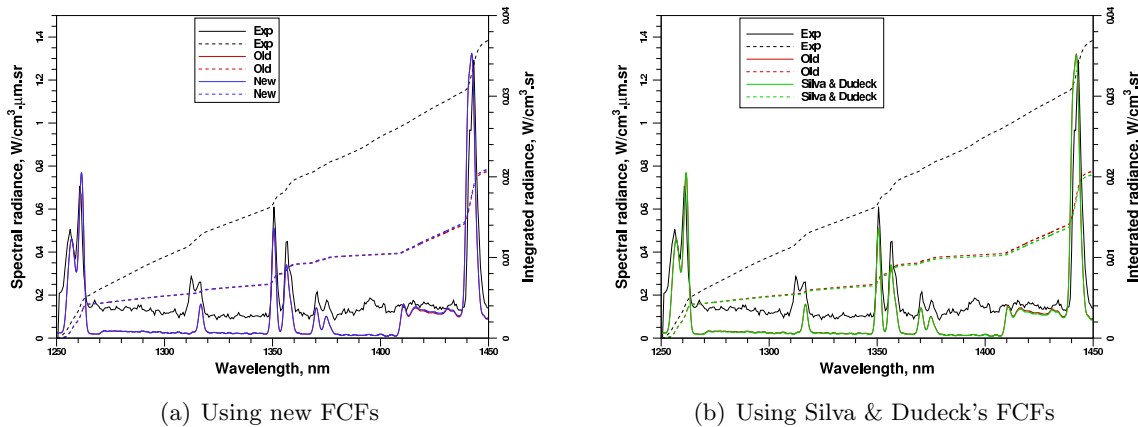 Exp
Exp
Old
Old
New
New
Spectral radiance, W/cm³.μm.sr
0 0.2 0.4 0.6 0.8 1 1.2 1.4
Integrated radiance, W/cm³.sr
0 0.01 0.02 0.03 0.04
1250 1300 1350 1400 1450
Wavelength, nm
(a) Using new FCFs
Exp
Exp
Old
Old
Silva & Dudeck
Silva & Dudeck
Spectral radiance, W/cm³.μm.sr
0 0.2 0.4 0.6 0.8 1 1.2 1.4
Integrated radiance, W/cm³.sr
0 0.01 0.02 0.03 0.04
1250 1300 1350 1400 1450
Wavelength, nm
(b) Using Silva & Dudeck's FCFs